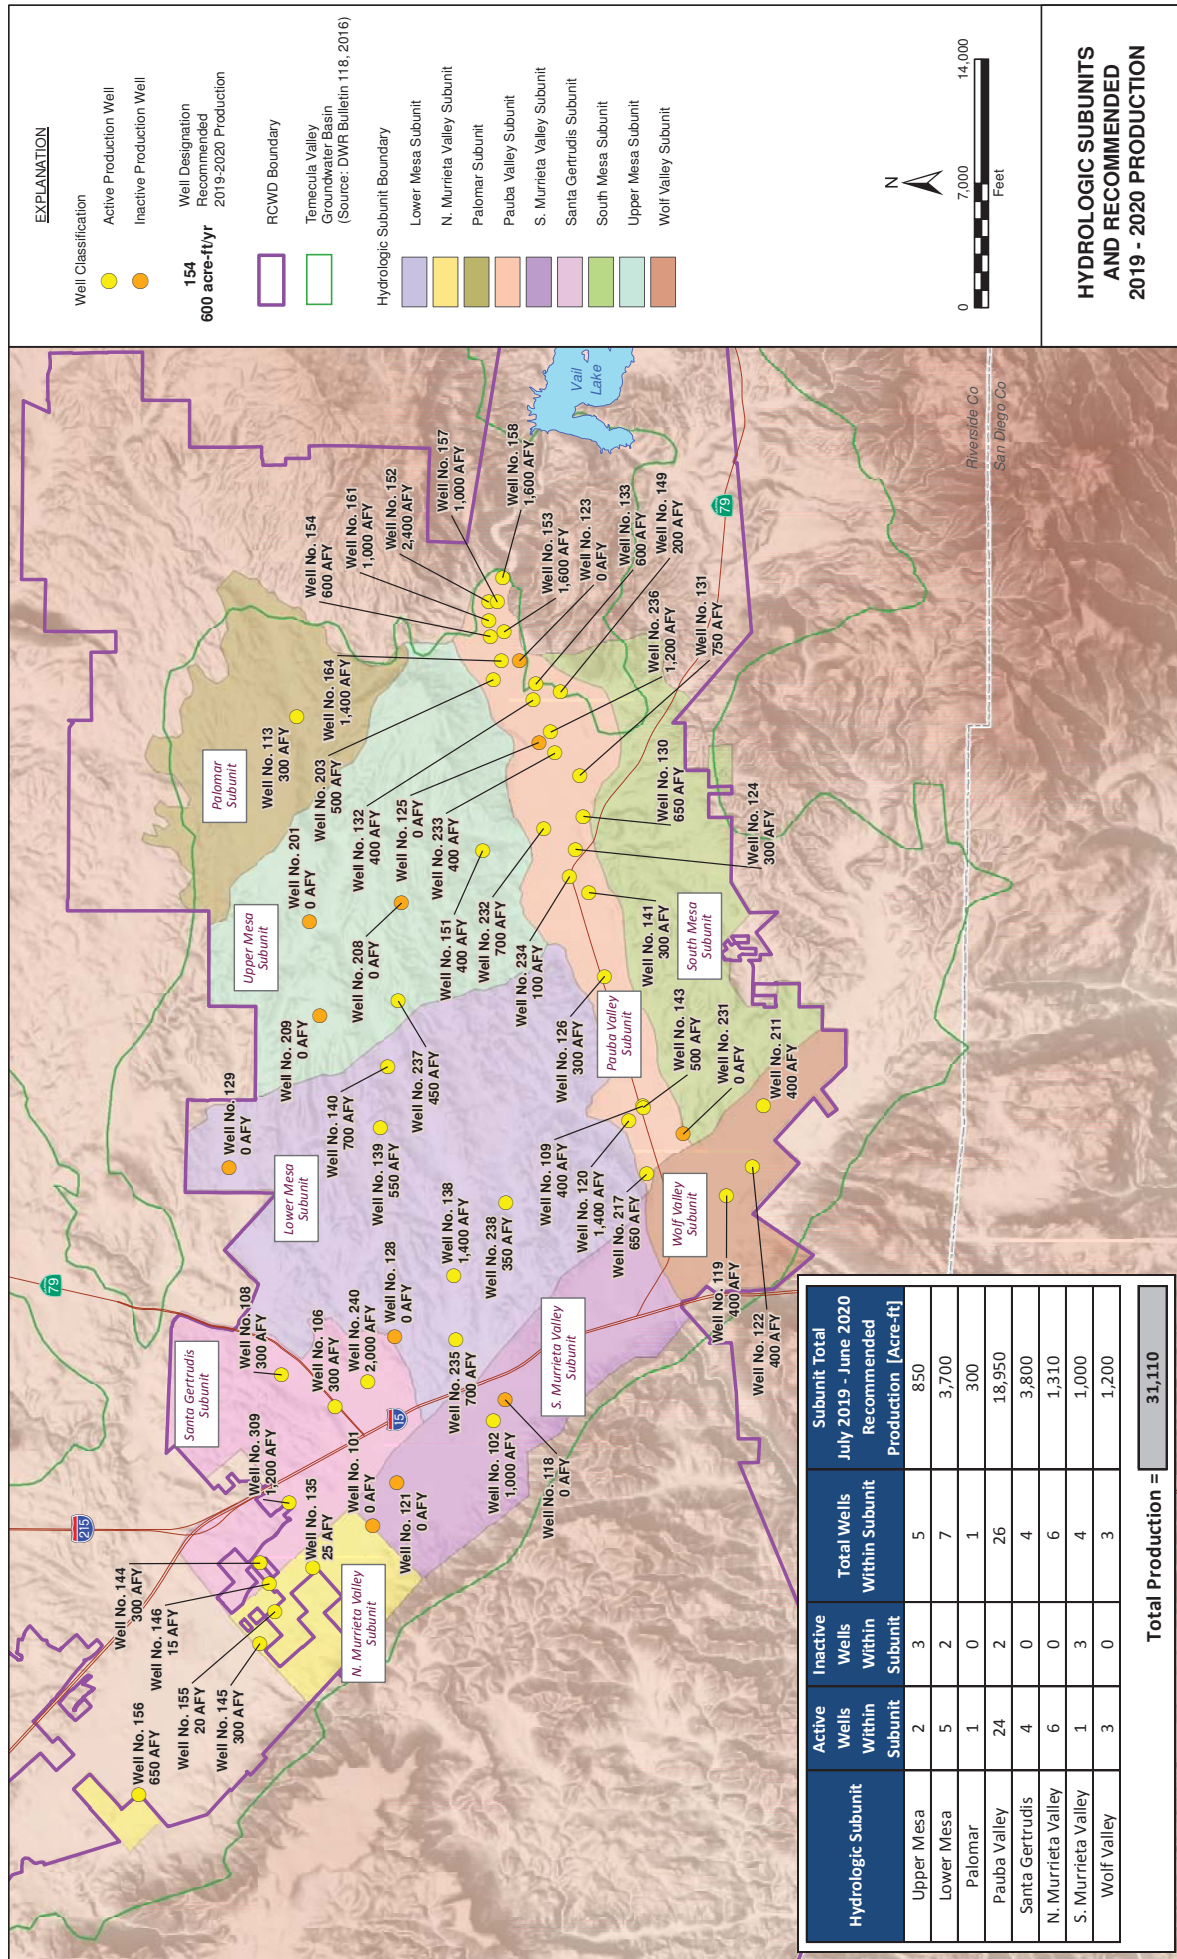 EXPLANATION
Well Classification
Active Production Well
Inactive Production Well
154
600 acre-ft/yr
Well Designation
Recommended
2019-2020 Production
RCWD Boundary
Temecula Valley
Groundwater Basin
(Source: DWR Bulletin 118, 2016)
Hydrologic Subunit Boundary
Lower Mesa Subunit
N. Murrieta Valley Subunit
Palomar Subunit
Pauba Valley Subunit
S. Murrieta Valley Subunit
Santa Gertrudis Subunit
South Mesa Subunit
Upper Mesa Subunit
Wolf Valley Subunit
N
0
7,000
14,000
Feet
HYDROLOGIC SUBUNITS
AND RECOMMENDED
2019 - 2020 PRODUCTION
Well No. 156
650 AFY
Well No. 144
300 AFY
Well No. 146
15 AFY
Well No. 155
20 AFY
Well No. 145
300 AFY
N. Murrieta Valley
Subunit
Well No. 135
25 AFY
Well No. 309
1,200 AFY
Santa Gertrudis
Subunit
Well No. 101
0 AFY
Well No. 121
0 AFY
Well No. 108
300 AFY
Well No. 106
300 AFY
Well No. 240
2,000 AFY
Well No. 128
0 AFY
Well No. 235
700 AFY
Well No. 102
1,000 AFY
Well No. 118
0 AFY
S. Murrieta Valley
Subunit
215
15
79
Lower Mesa
Subunit
Well No. 129
0 AFY
Well No. 140
700 AFY
Well No. 139
550 AFY
Well No. 138
1,400 AFY
Well No. 238
350 AFY
Well No. 209
0 AFY
Well No. 237
450 AFY
Upper Mesa
Subunit
Well No. 201
0 AFY
Well No. 208
0 AFY
Well No. 151
400 AFY
Well No. 232
700 AFY
Well No. 234
100 AFY
Palomar
Subunit
Well No. 113
300 AFY
Well No. 203
500 AFY
Well No. 164
1,400 AFY
Well No. 132
400 AFY
Well No. 125
0 AFY
Well No. 233
400 AFY
Well No. 154
600 AFY
Well No. 161
1,000 AFY
Well No. 152
2,400 AFY
Well No. 157
1,000 AFY
Well No. 158
1,600 AFY
Well No. 153
1,600 AFY
Well No. 123
0 AFY
Well No. 133
600 AFY
Well No. 149
200 AFY
Well No. 236
1,200 AFY
Well No. 131
750 AFY
Well No. 130
650 AFY
Well No. 124
300 AFY
Well No. 141
300 AFY
South Mesa
Subunit
Well No. 126
300 AFY
Pauba Valley
Subunit
Well No. 143
500 AFY
Well No. 231
0 AFY
Well No. 211
400 AFY
Well No. 109
400 AFY
Well No. 120
1,400 AFY
Well No. 217
650 AFY
Wolf Valley
Subunit
Well No. 119
400 AFY
Well No. 122
400 AFY
Vail
Lake
79
Riverside Co
San Diego Co
Hydrologic Subunit
Active
Wells
Within
Subunit
Inactive
Wells
Within
Subunit
Total Wells
Within Subunit
Subunit Total
July 2019 - June 2020
Recommended
Production [Acre-ft]
Upper Mesa 2 3 5 850
Lower Mesa 5 2 7 3,700
Palomar 1 0 1 300
Pauba Valley 24 2 26 18,950
Santa Gertrudis 4 0 4 3,800
N. Murrieta Valley 6 0 6 1,310
S. Murrieta Valley 1 3 4 1,000
Wolf Valley 3 0 3 1,200
Total Production = 31,110